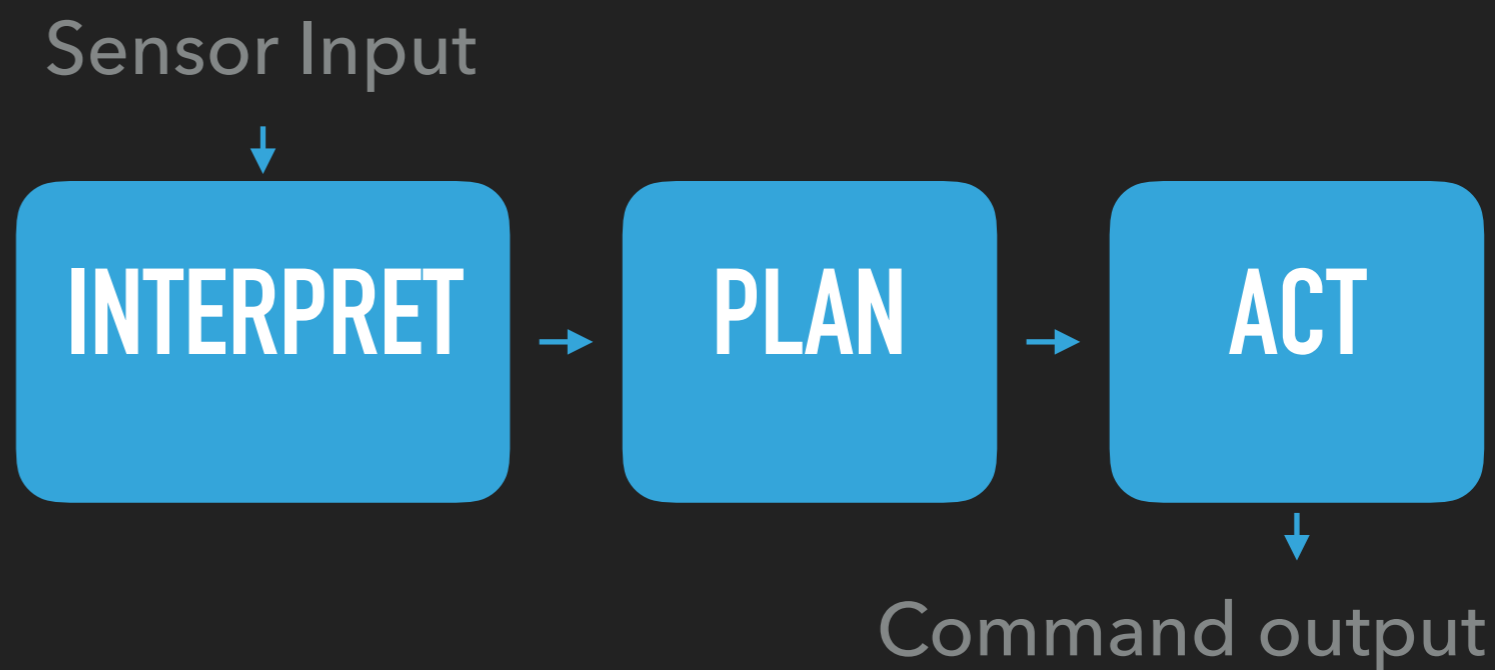 Sensor Input
INTERPRET
PLAN
ACT
Command output